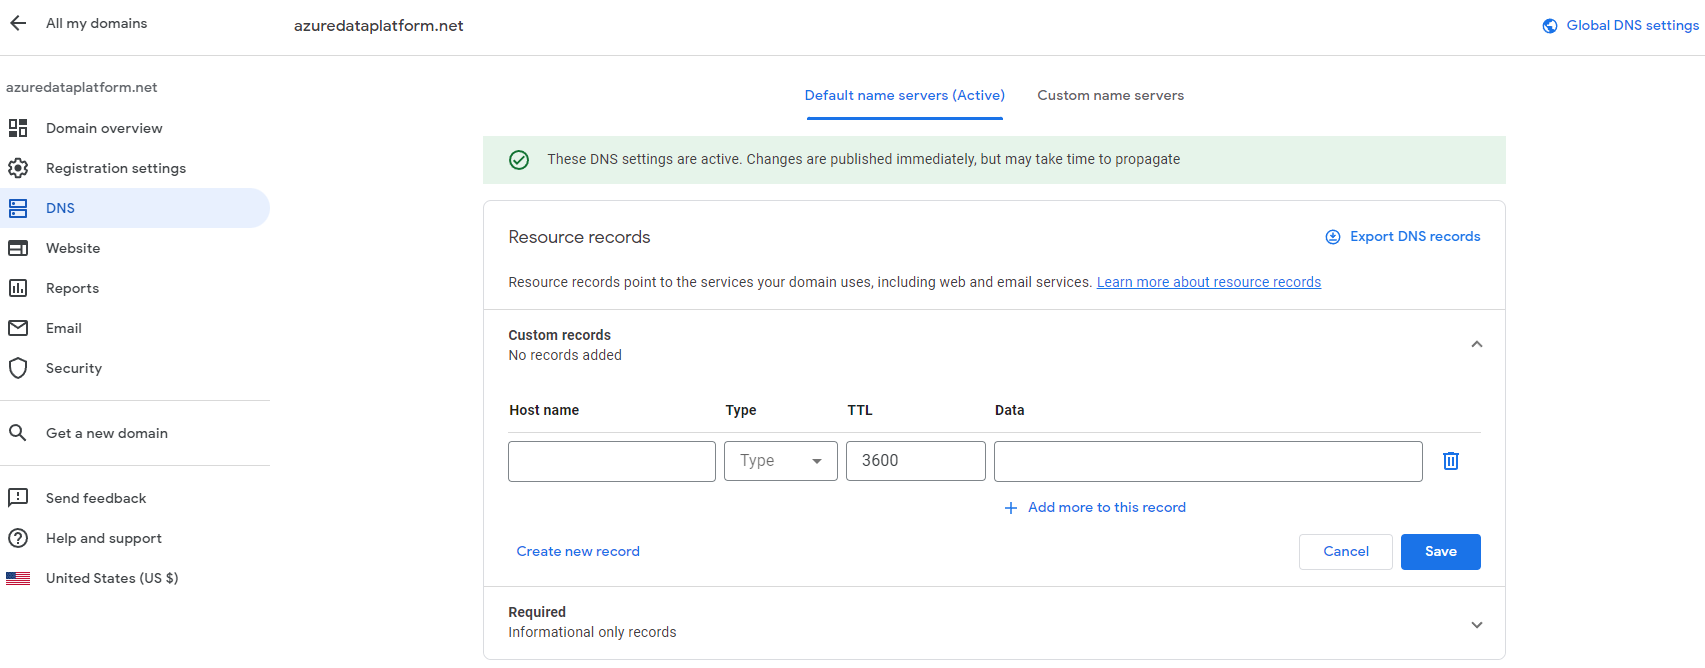 All my domains
azuredataplatform.net
Global DNS settings
azuredataplatform.net
Domain overview
Registration settings
DNS
Website
Reports
Email
Security
Get a new domain
Send feedback
Help and support
United States (US $)
Default name servers (Active)
Custom name servers
These DNS settings are active. Changes are published immediately, but may take time to propagate
Resource records
Export DNS records
Resource records point to the services your domain uses, including web and email services. Learn more about resource records
Custom records
No records added
Host name Type TTL Data
Type 3600
Add more to this record
Create new record
Cancel
Save
Required
Informational only records